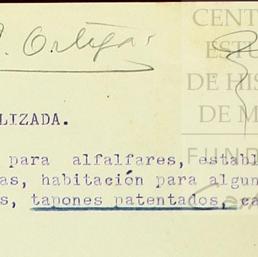 CENT
ESTU
DE HIS
DE M
FUND
P. Ortega
LIZADA.
para alfalfares, establ
as, habitación para algun
s, tapones patentados, ca